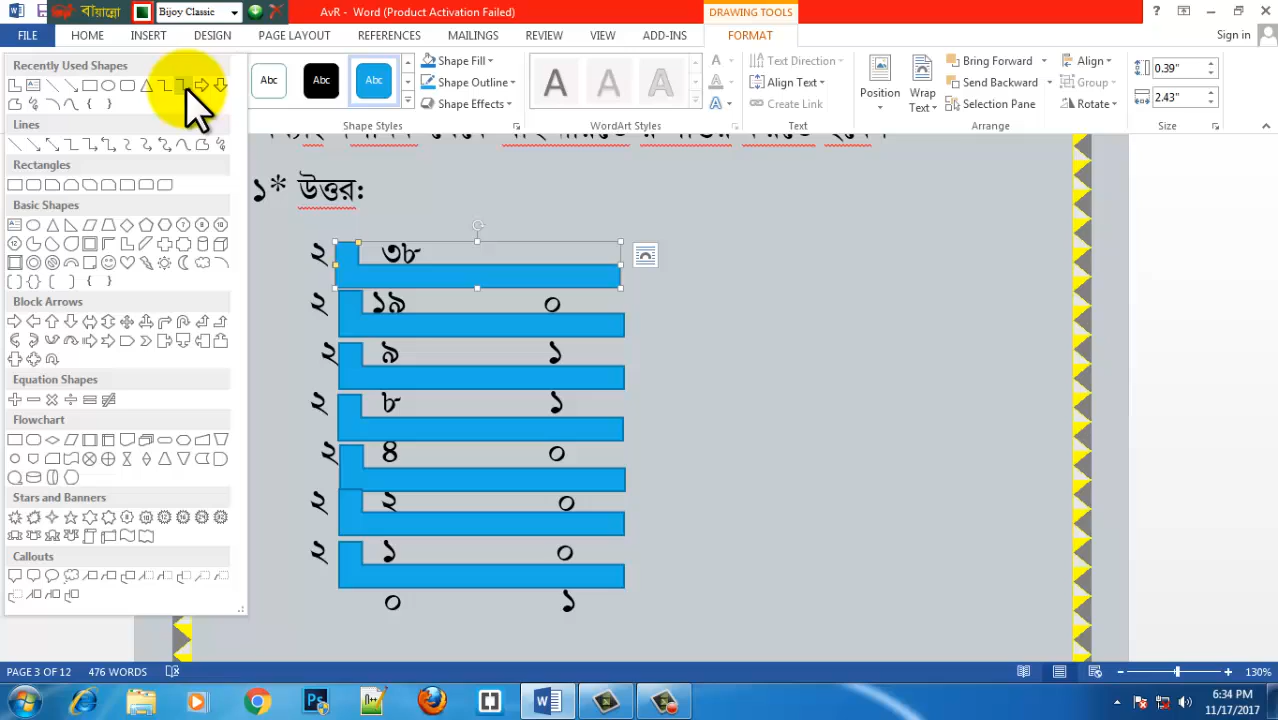 বায়ান্নো Bijoy Classic AvR - Word (Product Activation Failed) DRAWING TOOLS
FILE HOME INSERT DESIGN PAGE LAYOUT REFERENCES MAILINGS REVIEW VIEW ADD-INS FORMAT Sign in
Recently Used Shapes
Lines
Rectangles
Basic Shapes
Block Arrows
Equation Shapes
Flowchart
Stars and Banners
Callouts
Abc Abc Abc
Shape Fill
Shape Outline
Shape Effects
Shape Styles
A A A
WordArt Styles
Text Direction
Align Text
Create Link
Text
Position
Wrap Text
Bring Forward
Send Backward
Selection Pane
Align
Rotate
Arrange
0.39"
2.43"
Size
১* উত্তর:
২ ৩৮
২ ১৯ ০
২ ৯ ১
২ ৮ ১
২ ৪ ০
২ ২ ০
২ ১ ০
০ ১
PAGE 3 OF 12 476 WORDS 130%
6:34 PM
11/17/2017